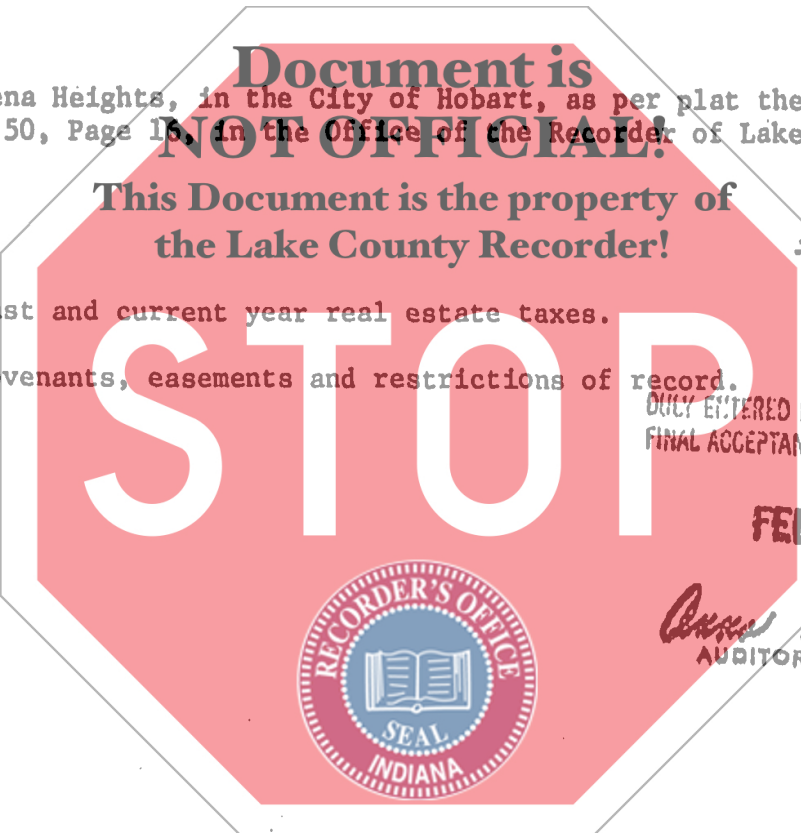 Document is
ena Heights, in the City of Hobart, as per plat the
50, Page 16, in the Office of the Recorder of Lake
NOT OFFICIAL!
This Document is the property of
the Lake County Recorder!
st and current year real estate taxes.
venants, easements and restrictions of record.
DULY ENTERED
FINAL ACCEPTAN
STOP
FE
AUDITOR
RECORDER'S OFFICE
SEAL
INDIANA